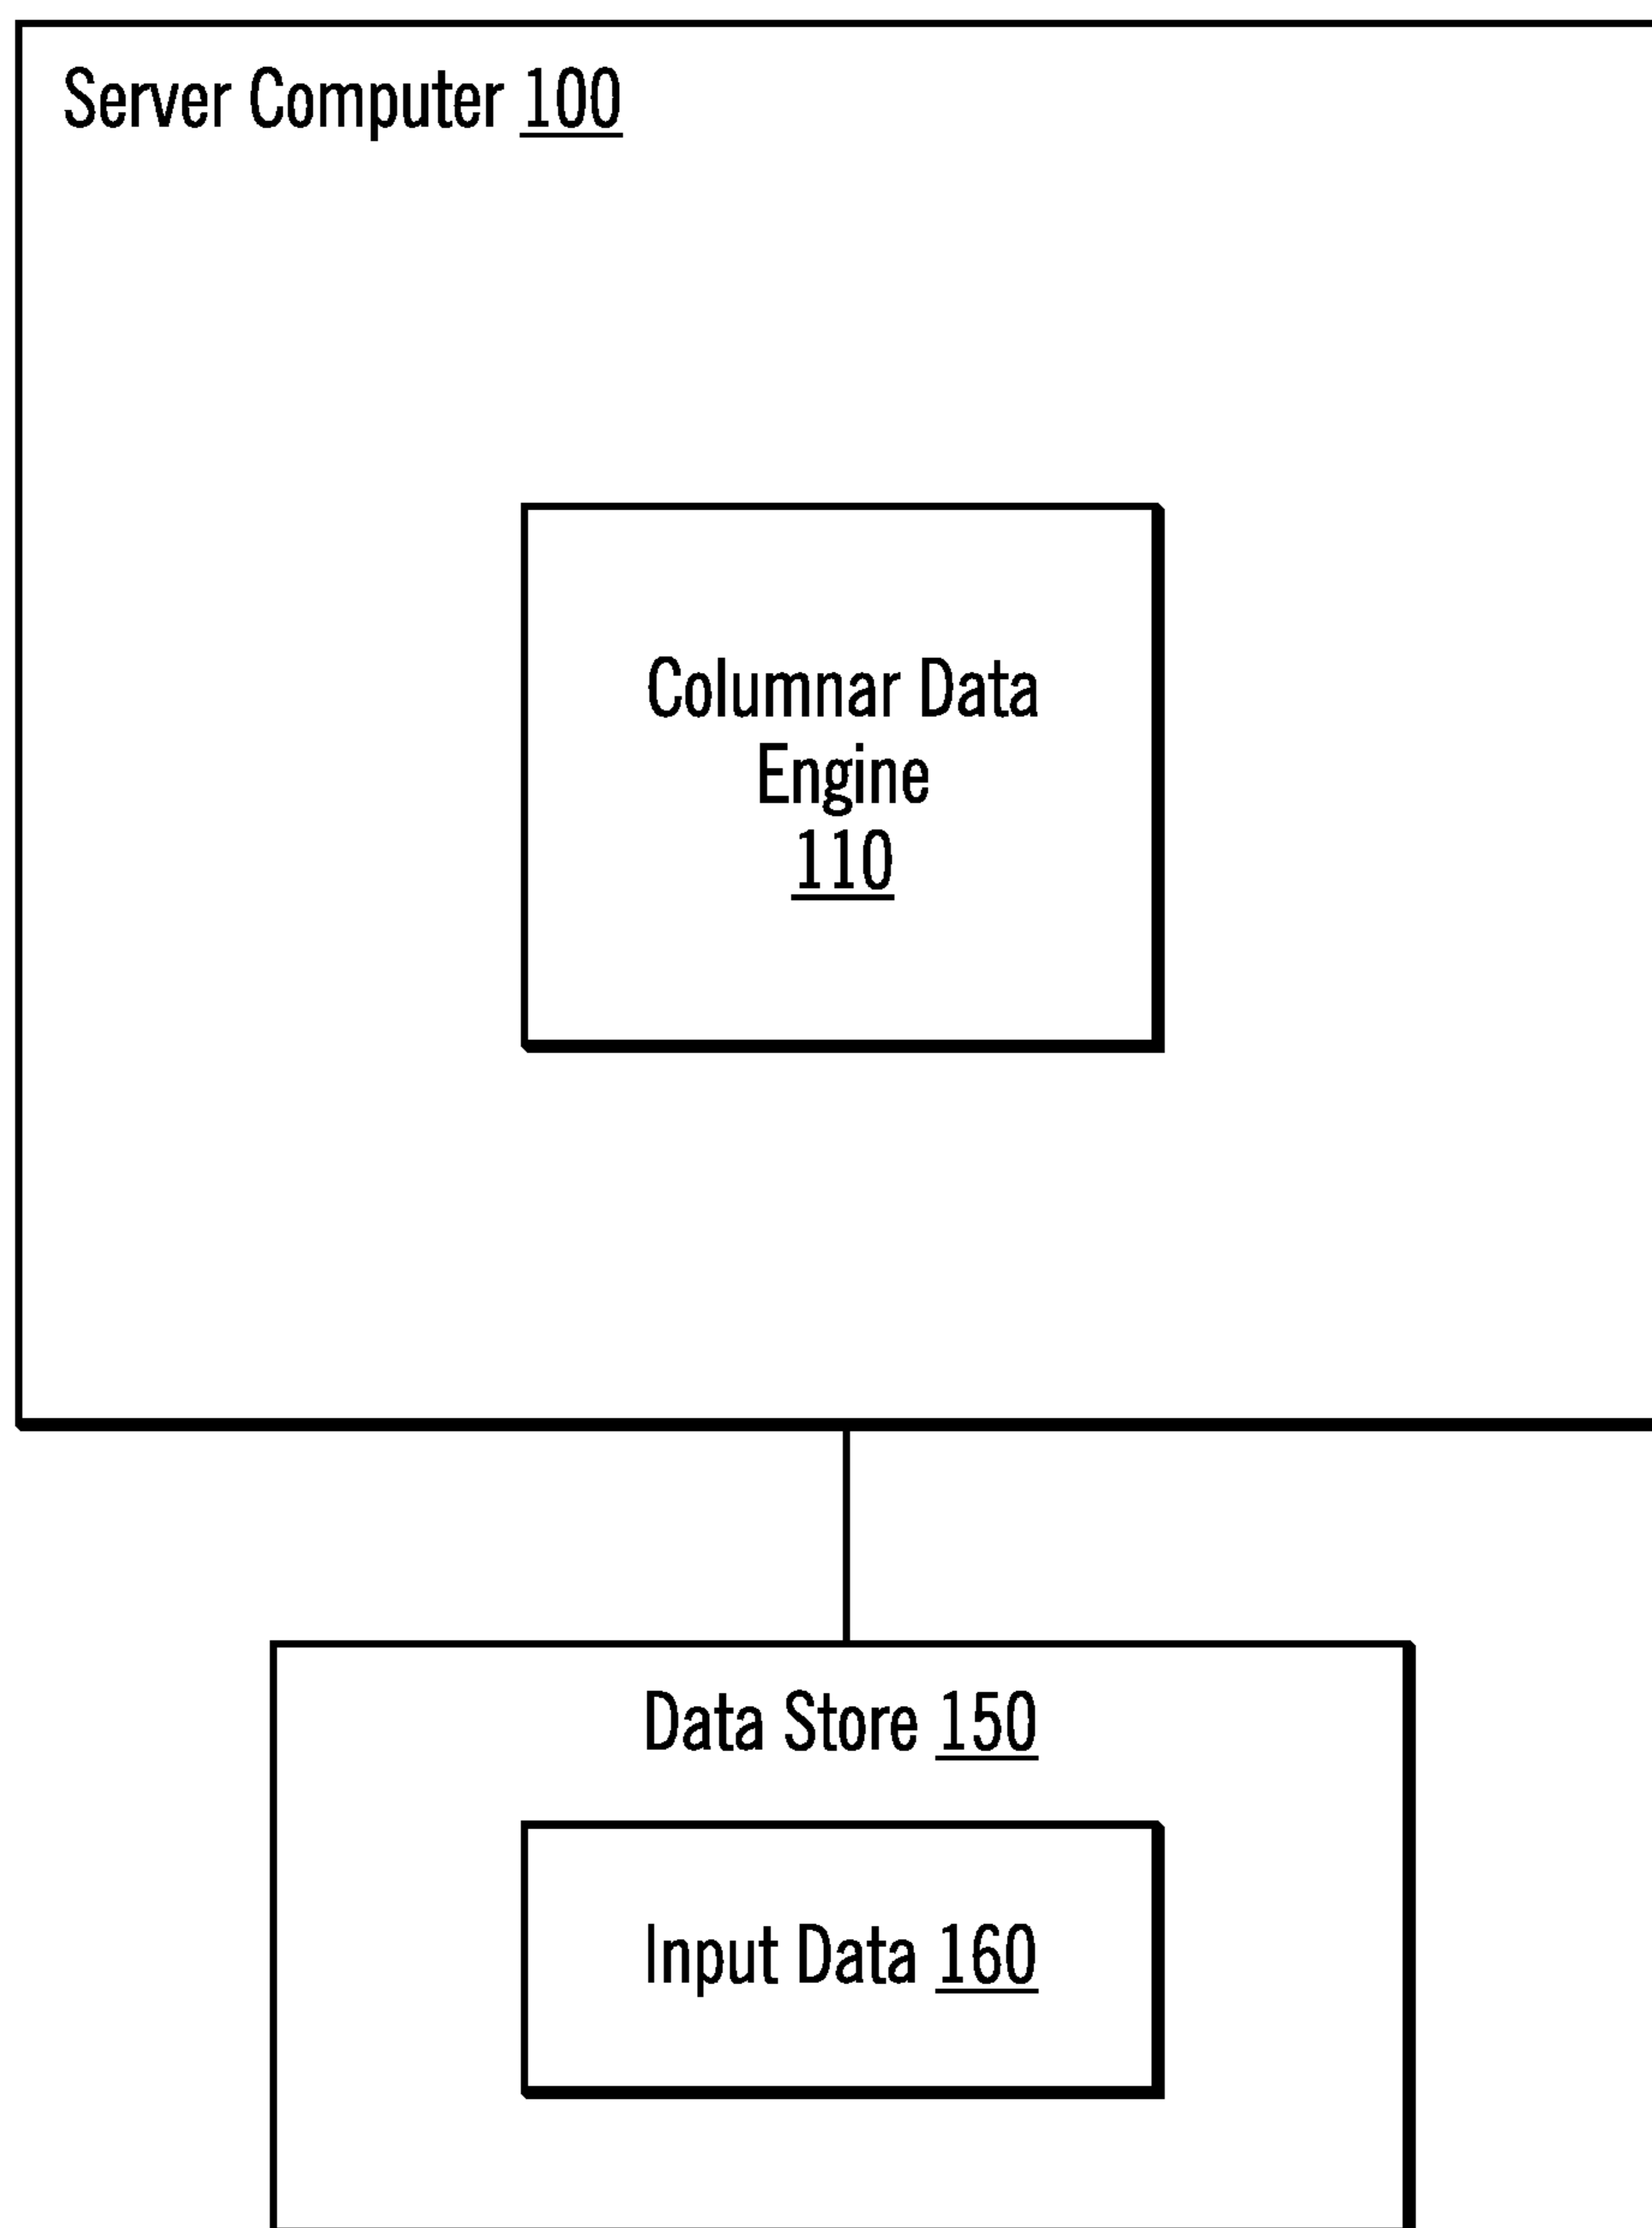 Server Computer 100
Columnar Data
Engine
110
Data Store 150
Input Data 160